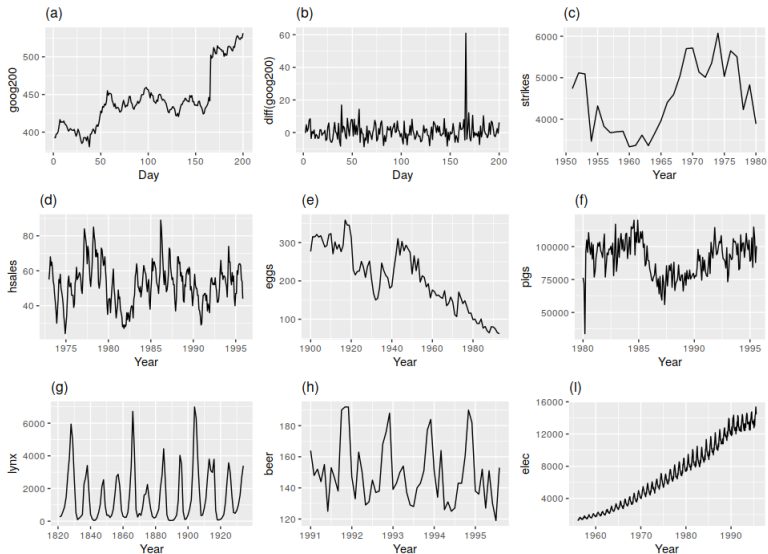 (a) (b) (c)
goog200
500
450
400
0 50 100 150 200
Day
diff(goog200)
60
40
20
0
0 50 100 150 200
Day
strikes
6000
5000
4000
1950 1955 1960 1965 1970 1975 1980
Year
(d) (e) (f)
hsales
80
60
40
1975 1980 1985 1990 1995
Year
eggs
300
200
100
1900 1920 1940 1960 1980
Year
pigs
100000
75000
50000
1980 1985 1990 1995
Year
(g) (h) (i)
lynx
6000
4000
2000
0
1820 1840 1860 1880 1900 1920
Year
beer
180
160
140
120
1991 1992 1993 1994 1995
Year
elec
16000
12000
8000
4000
1960 1970 1980 1990
Year